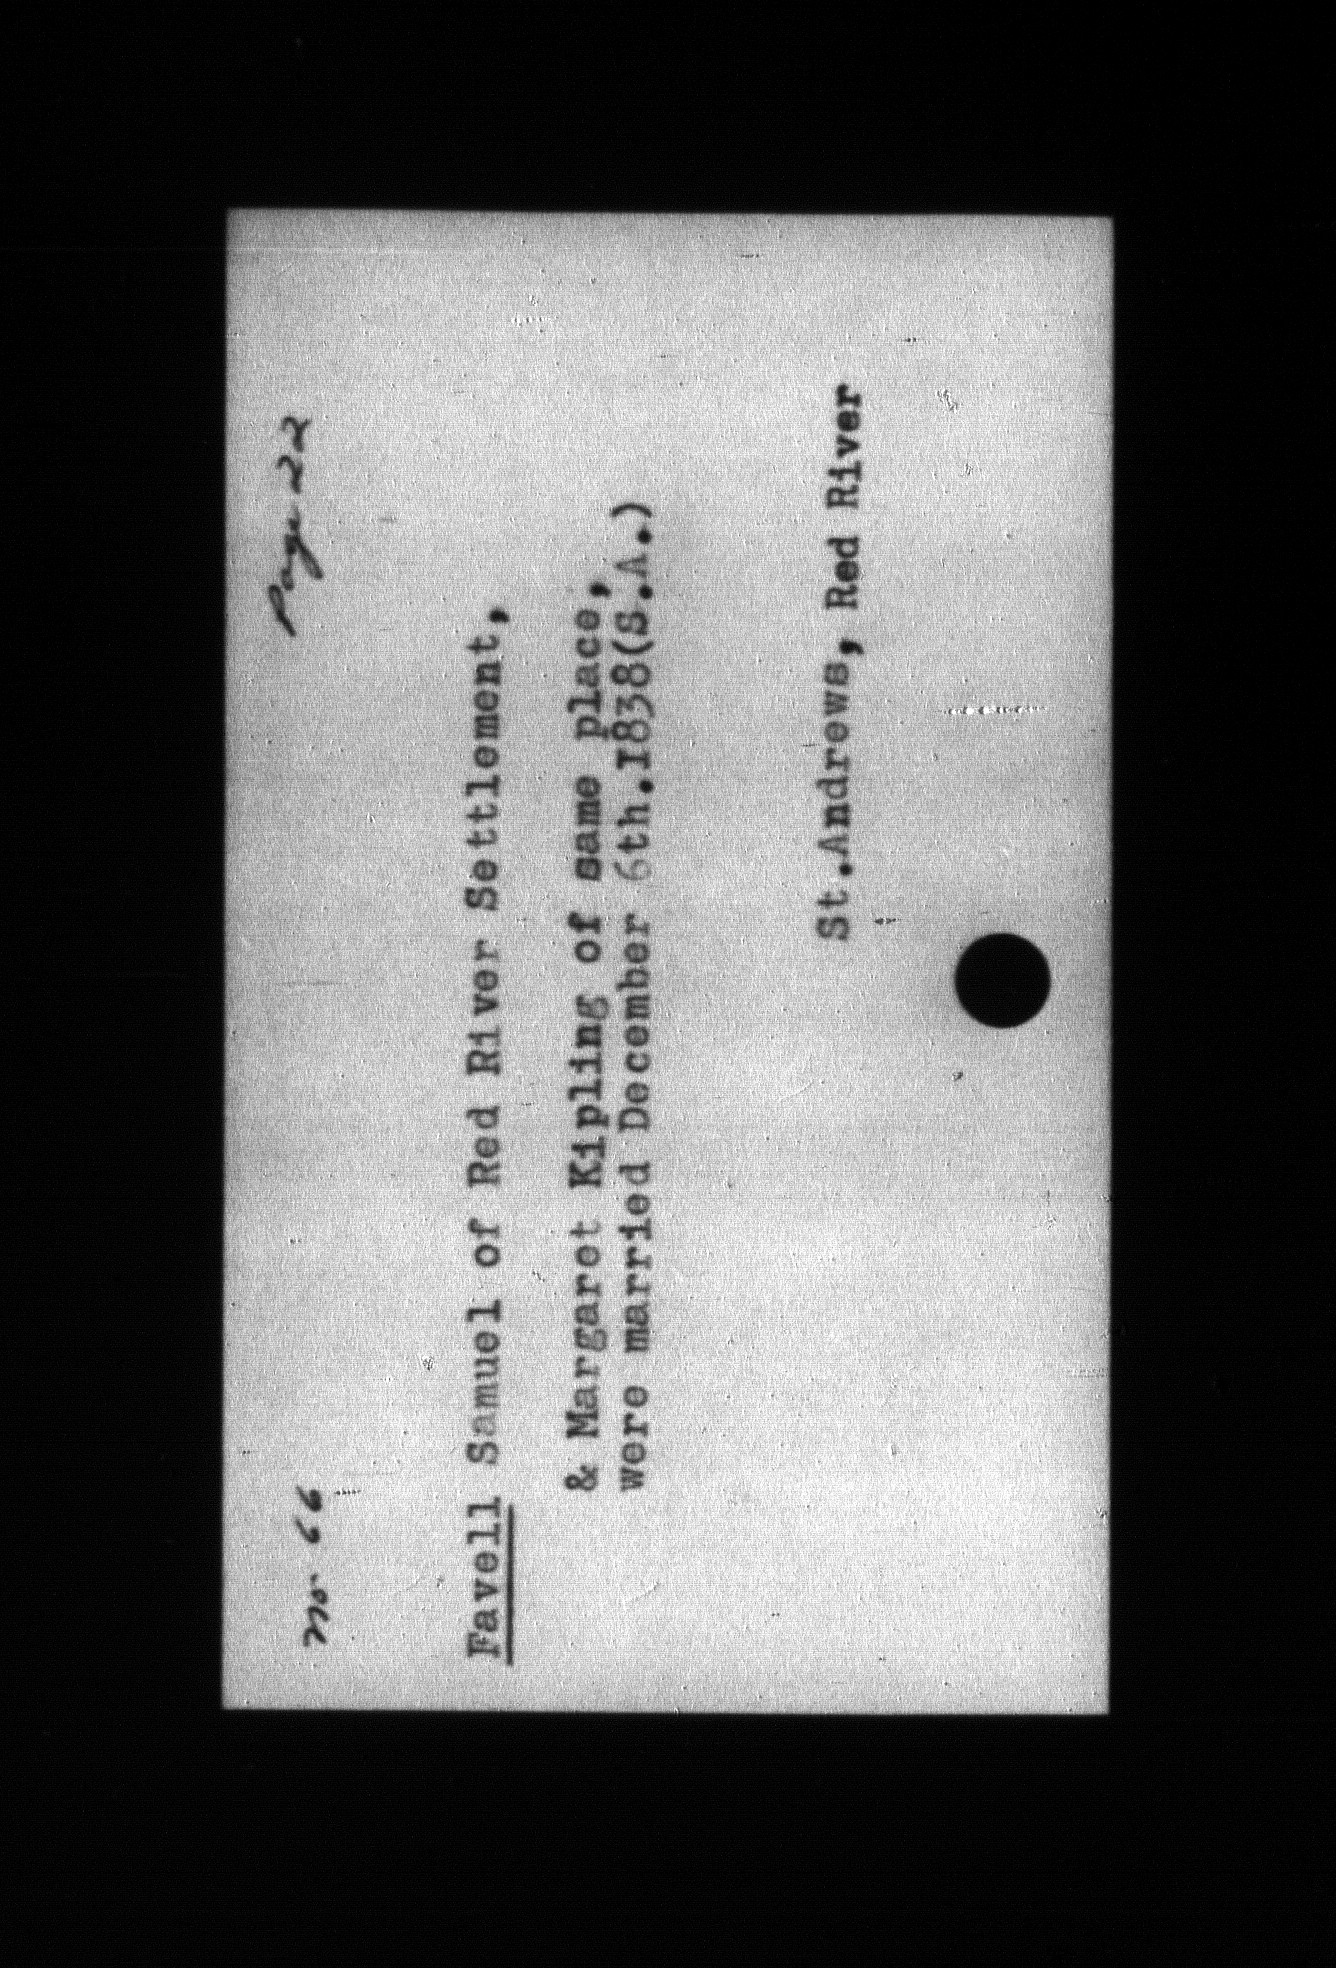 no. 66
Page 22
Favell Samuel of Red River Settlement,
& Margaret Kipling of same place,
were married December 6th.1838(S.A.)
St.Andrews, Red River